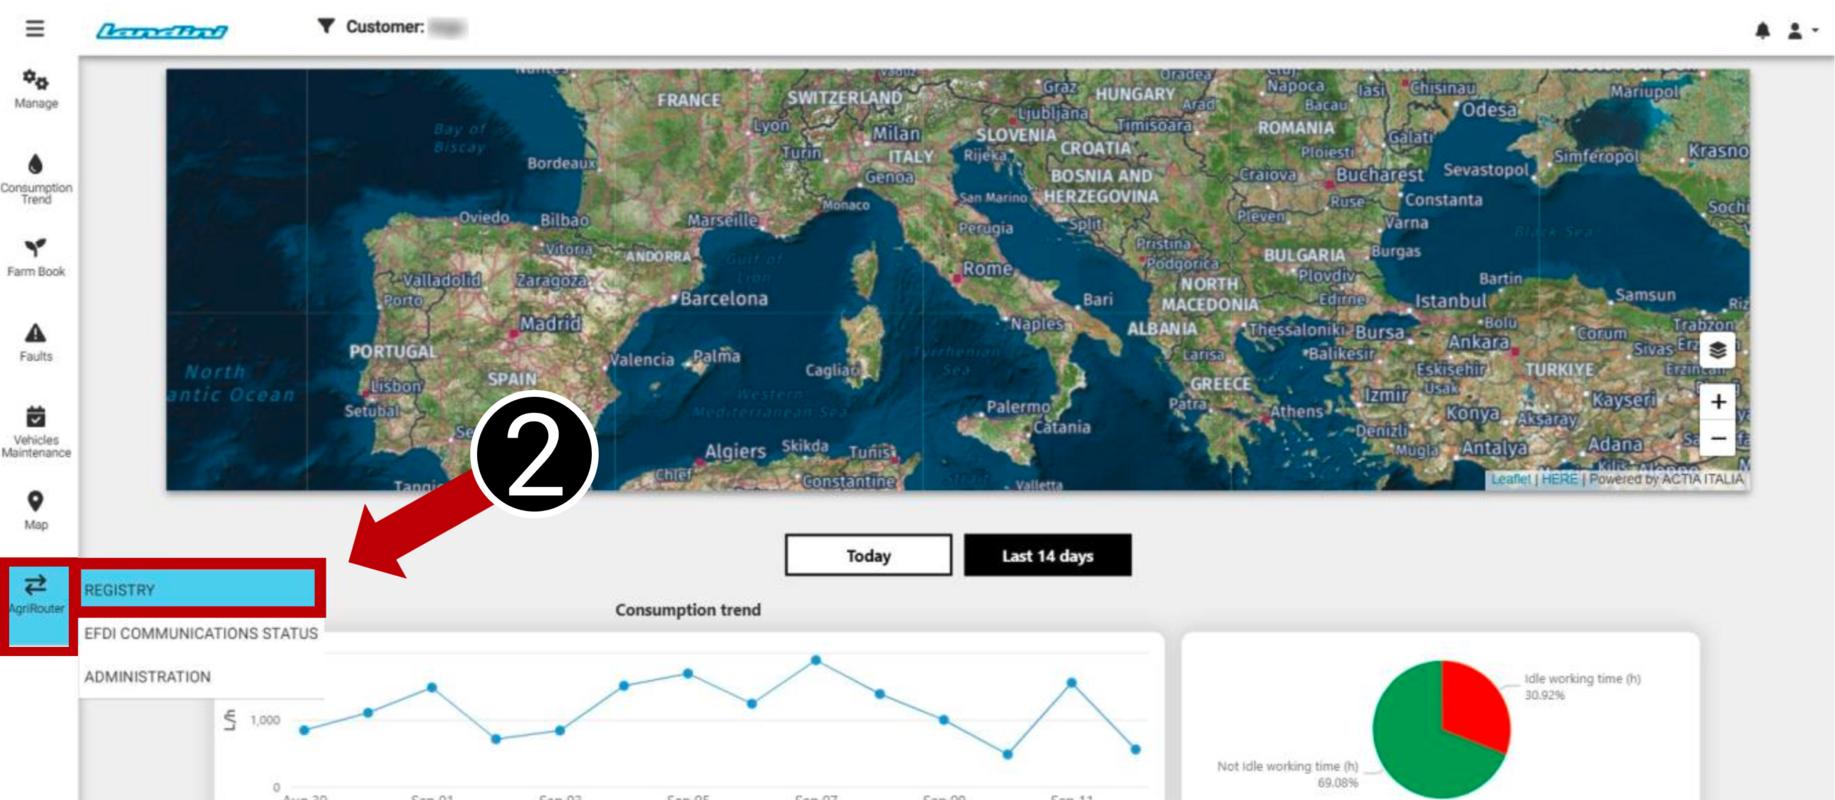 Landini
Customer:
Manage
Consumption
Trend
Farm Book
Faults
Vehicles
Maintenance
Map
AgriRouter
REGISTRY
EFDI COMMUNICATIONS STATUS
ADMINISTRATION
2
Nantes
Vaduz
Graz
HUNGARY
Oradea
Cluj
Napoca
Iasi
Chisinau
Mariupol
FRANCE
SWITZERLAND
Ljubljana
Arad
Bacau
Odesa
Bay of
Biscay
Lyon
Milan
SLOVENIA
Timisoara
ROMANIA
Galati
Bordeaux
Turin
ITALY
Rijeka
CROATIA
Ploiesti
Simferopol
Krasno
Genoa
BOSNIA AND
HERZEGOVINA
Craiova
Bucharest
Sevastopol
Monaco
San Marino
Ruse
Constanta
Sochi
Oviedo
Bilbao
Marseille
Perugia
Split
Pleven
Varna
Black Sea
Vitoria
ANDORRA
Gulf of
Lion
Pristina
Podgorica
BULGARIA
Burgas
Valladolid
Zaragoza
Rome
NORTH
MACEDONIA
Plovdiv
Bartin
Porto
Barcelona
Bari
Edirne
Istanbul
Samsun
Riz
Madrid
Naples
ALBANIA
Thessaloniki
Bursa
Bolu
Corum
Trabzon
PORTUGAL
Valencia
Palma
Tyrrhenian
Sea
Larisa
Balikesir
Ankara
Sivas
Erz
North
antic Ocean
SPAIN
Cagliari
GREECE
Eskisehir
TURKIYE
Erzincan
Lisbon
Western
Mediterranean Sea
Usak
Setubal
Palermo
Patra
Athens
Izmir
Konya
Kayseri
Aksaray
Catania
Denizli
Algiers
Skikda
Tunis
Mugla
Antalya
Adana
Chlef
Constantine
Strait
Valletta
Kilis
Aleppo
+
−
Leaflet | HERE | Powered by ACTIA ITALIA
Today
Last 14 days
Consumption trend
L/h
1,000
0
Aug 30
Sep 01
Sep 03
Sep 05
Sep 07
Sep 09
Sep 11
Idle working time (h)
30.92%
Not Idle working time (h)
69.08%